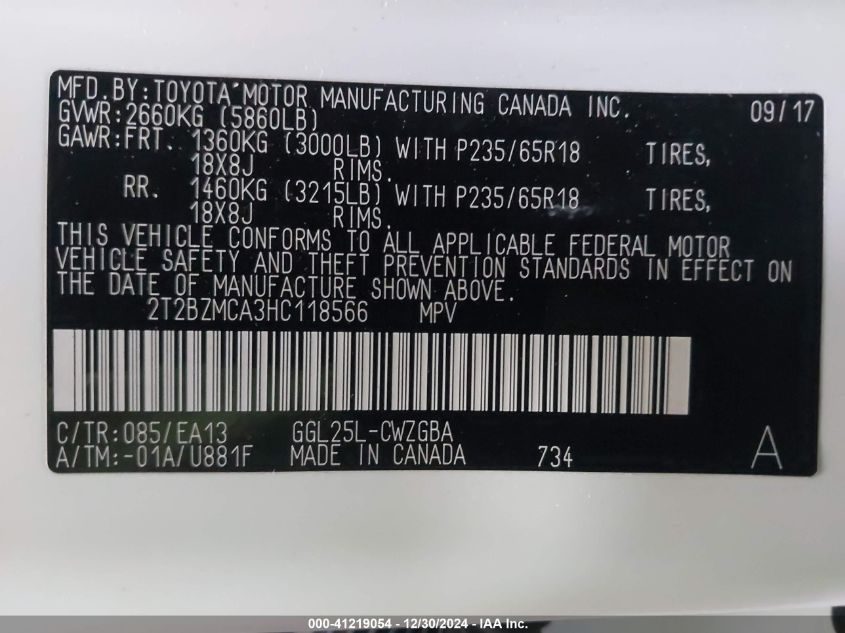 MFD.BY:TOYOTA MOTOR MANUFACTURING CANADA INC. 09/17
GVWR:2660KG (5860LB)
GAWR:FRT. 1360KG (3000LB) WITH P235/65R18 TIRES,
18X8J RIMS.
RR. 1460KG (3215LB) WITH P235/65R18 TIRES,
18X8J RIMS.
THIS VEHICLE CONFORMS TO ALL APPLICABLE FEDERAL MOTOR
VEHICLE SAFETY AND THEFT PREVENTION STANDARDS IN EFFECT ON
THE DATE OF MANUFACTURE SHOWN ABOVE.
2T2BZMCA3HC118566 MPV
C/TR:085/EA13 GGL25L-CWZGBA
A/TM:-01A/U881F MADE IN CANADA 734 A
000-41219054 - 12/30/2024 - IAA Inc.